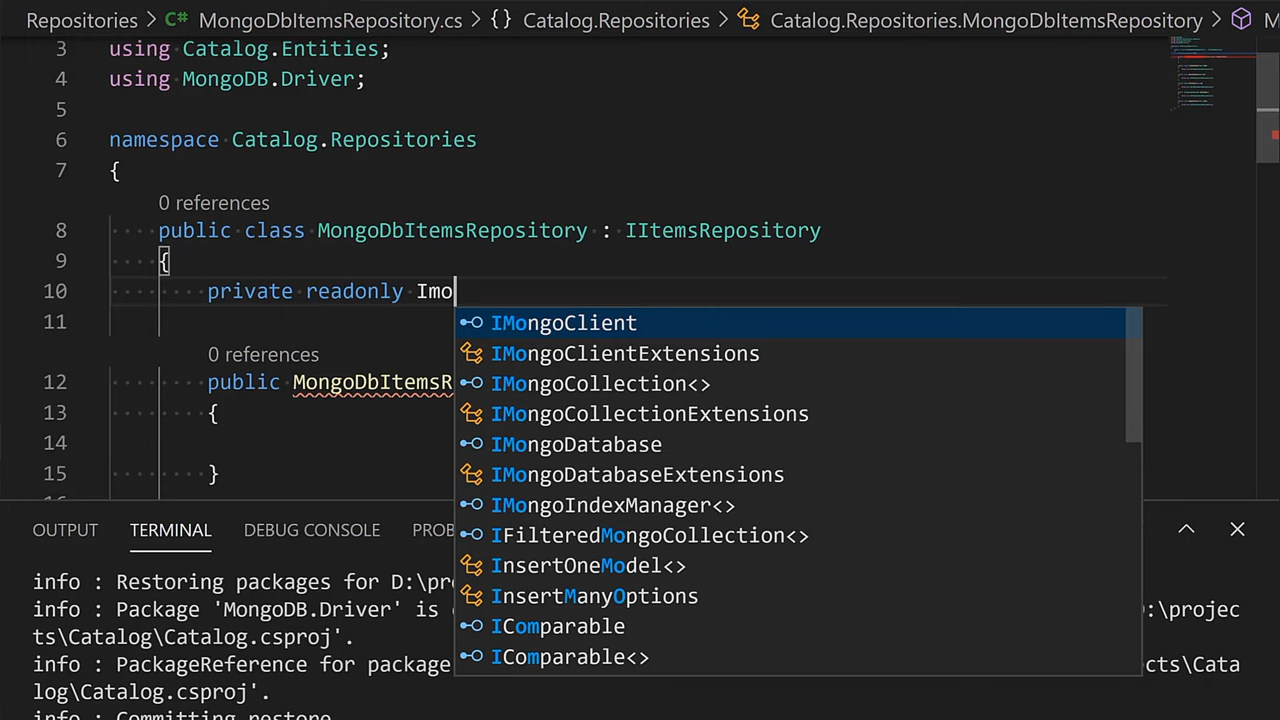 Repositories > C# MongoDbItemsRepository.cs > {} Catalog.Repositories > Catalog.Repositories.MongoDbItemsRepository > M
3 using Catalog.Entities;
4 using MongoDB.Driver;
5
6 namespace Catalog.Repositories
7 {
0 references
8 public class MongoDbItemsRepository : IItemsRepository
9 {
10 private readonly Imo
11
IMongoClient
IMongoClientExtensions
IMongoCollection<>
IMongoCollectionExtensions
IMongoDatabase
IMongoDatabaseExtensions
IMongoIndexManager<>
IFilteredMongoCollection<>
InsertOneModel<>
InsertManyOptions
IComparable
IComparable<>
0 references
12 public MongoDbItemsR
13 {
14
15 }
OUTPUT TERMINAL DEBUG CONSOLE PROB
info : Restoring packages for D:\pro
info : Package 'MongoDB.Driver' is D:\projec
ts\Catalog\Catalog.csproj'.
info : PackageReference for package ects\Cata
log\Catalog.csproj'.
info : Committing restore